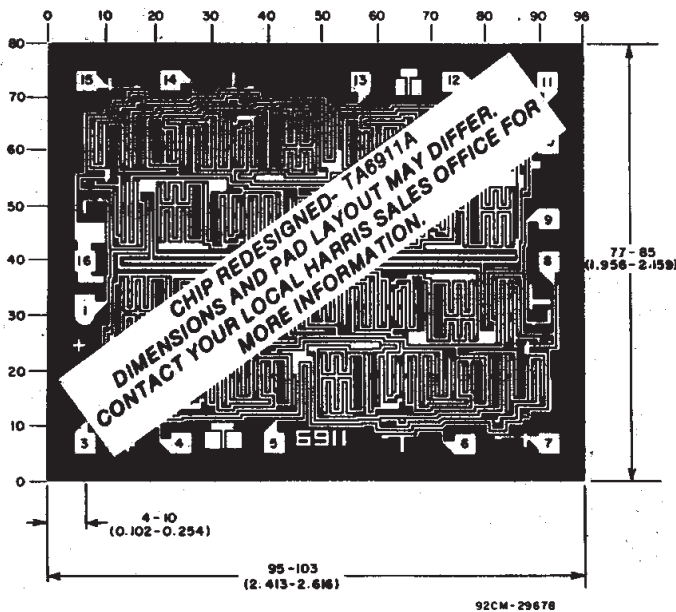 0 10 20 30 40 50 60 70 80 90 98
80
70
60
50
40
30
20
10
0
15 14 13 12 11
9
8
16
1
3 4 5 6911 6 7
CHIP REDESIGNED- TA6911A
DIMENSIONS AND PAD LAYOUT MAY DIFFER.
CONTACT YOUR LOCAL HARRIS SALES OFFICE FOR
MORE INFORMATION.
77-85
(1.956-2.159)
4-10
(0.102-0.254)
95-103
(2.413-2.616)
92CM-29678